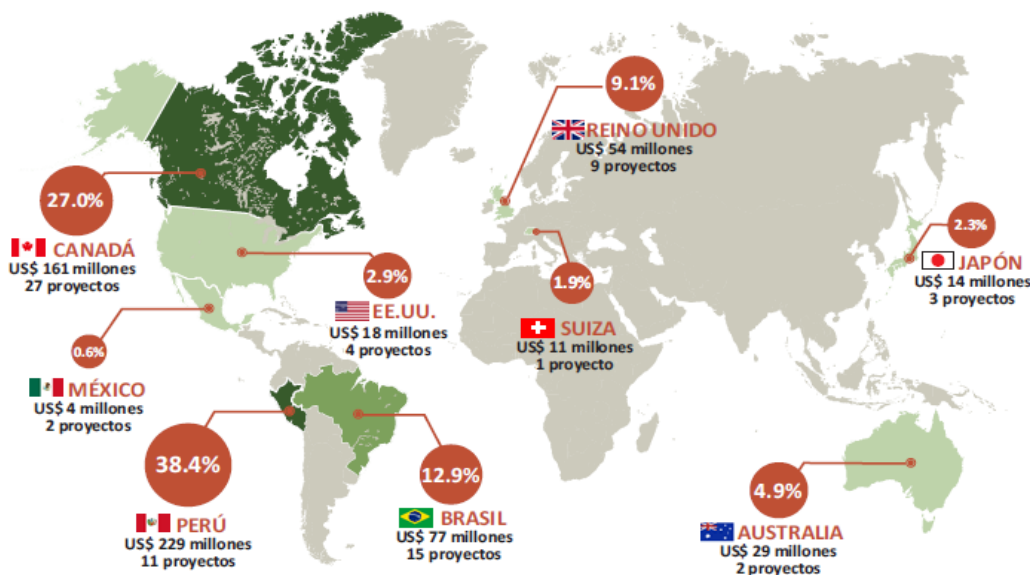 9.1%
REINO UNIDO
US$ 54 millones
9 proyectos
27.0%
CANADÁ
US$ 161 millones
27 proyectos
2.9%
EE.UU.
US$ 18 millones
4 proyectos
1.9%
SUIZA
US$ 11 millones
1 proyecto
2.3%
JAPÓN
US$ 14 millones
3 proyectos
0.6%
MÉXICO
US$ 4 millones
2 proyectos
38.4%
PERÚ
US$ 229 millones
11 proyectos
12.9%
BRASIL
US$ 77 millones
15 proyectos
4.9%
AUSTRALIA
US$ 29 millones
2 proyectos